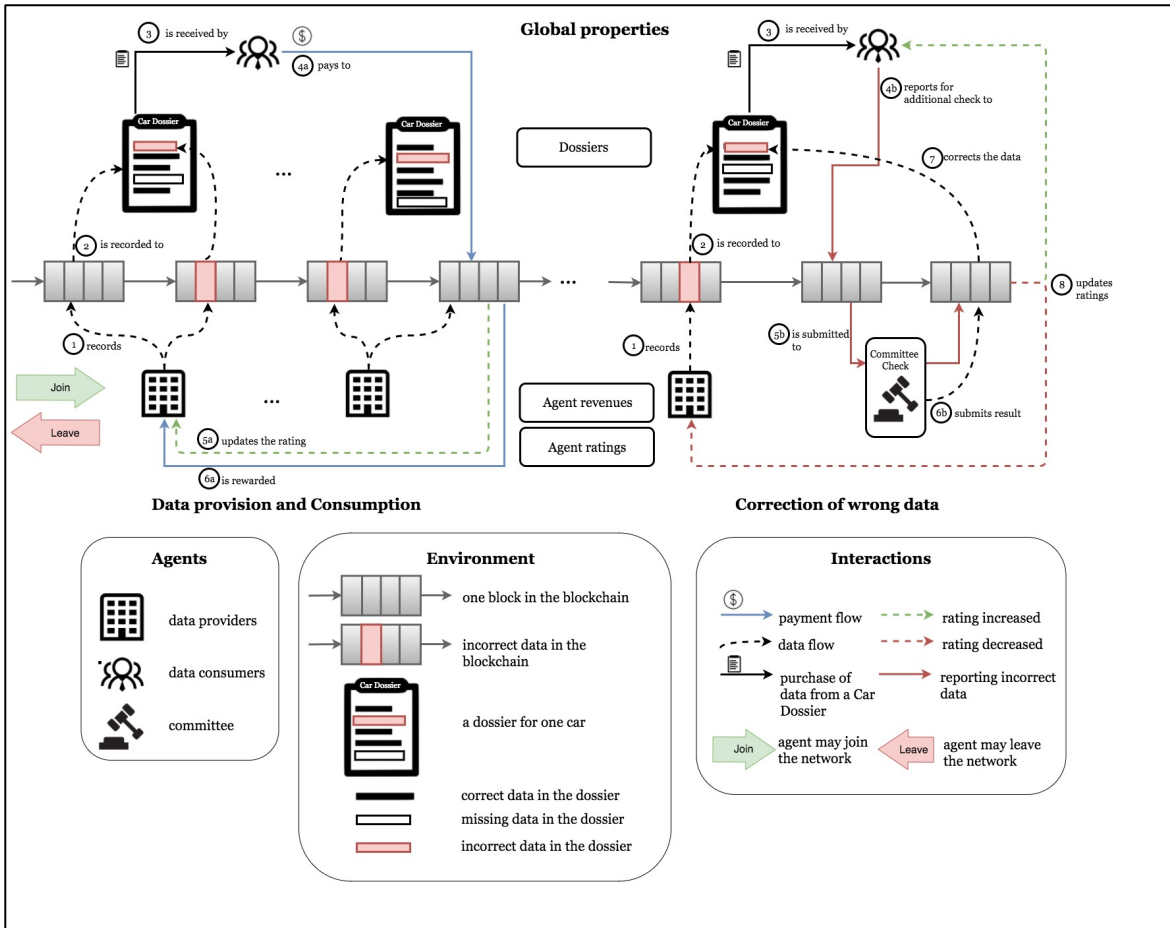 Global properties
3 is received by
$
4a pays to
Car Dossier
Car Dossier
...
2 is recorded to
1 records
Join
Leave
...
5a updates the rating
6a is rewarded
Dossiers
...
Agent revenues
Agent ratings
3 is received by
4b reports for
additional check to
Car Dossier
7 corrects the data
2 is recorded to
8 updates
ratings
1 records
5b is submitted
to
Committee
Check
6b submits result
Data provision and Consumption
Correction of wrong data
Agents
data providers
data consumers
committee
Environment
one block in the blockchain
incorrect data in the
blockchain
Car Dossier
a dossier for one car
correct data in the dossier
missing data in the dossier
incorrect data in the dossier
Interactions
$
payment flow
rating increased
data flow
rating decreased
purchase of
data from a Car
Dossier
reporting incorrect
data
Join
agent may join
the network
Leave
agent may leave
the network